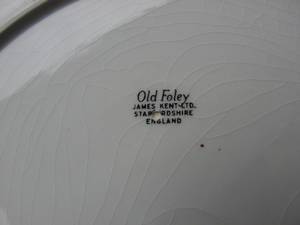 Old Foley
JAMES KENT LTD.
STAFFORDSHIRE
ENGLAND